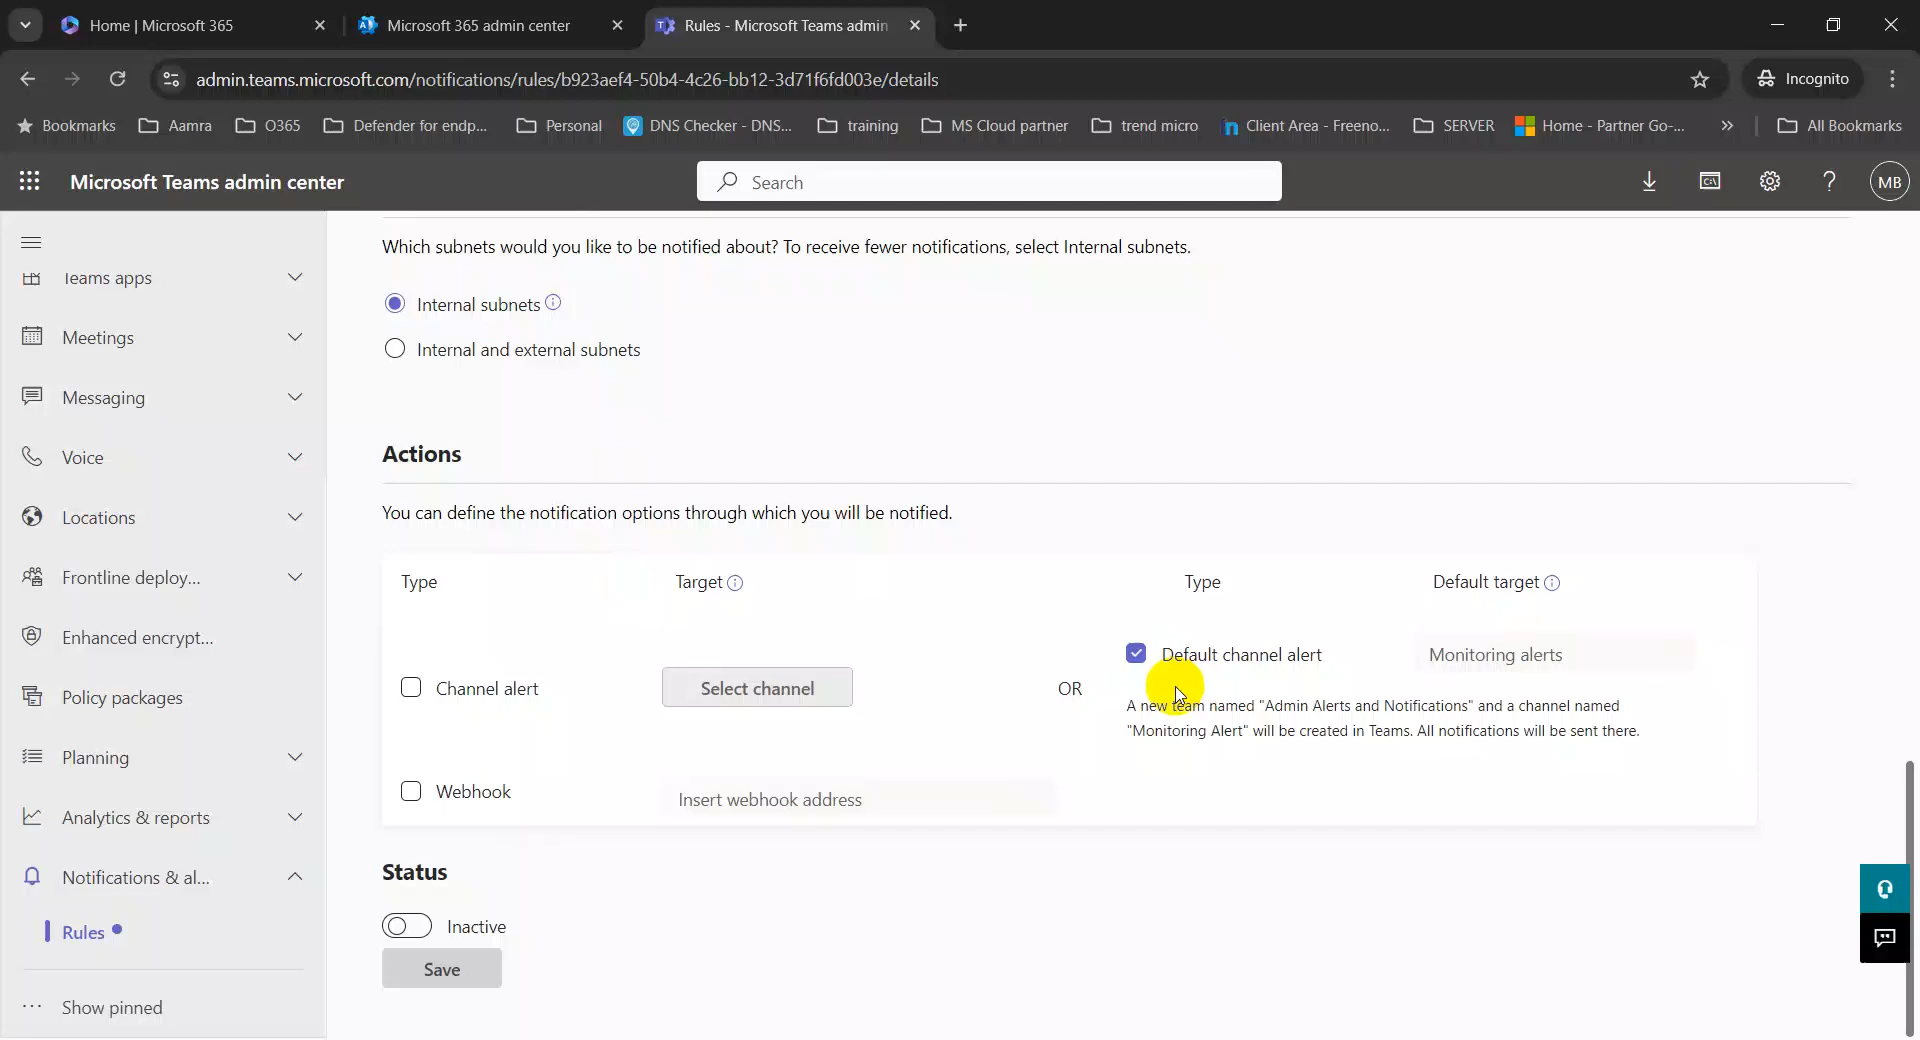 Home | Microsoft 365
Microsoft 365 admin center
Rules - Microsoft Teams admin
admin.teams.microsoft.com/notifications/rules/b923aef4-50b4-4c26-bb12-3d71f6fd003e/details
Incognito
Bookmarks
Aamra
O365
Defender for endp...
Personal
DNS Checker - DNS...
training
MS Cloud partner
trend micro
Client Area - Freeno...
SERVER
Home - Partner Go-...
All Bookmarks
Microsoft Teams admin center
Search
MB
Teams apps
Meetings
Messaging
Voice
Locations
Frontline deploy...
Enhanced encrypt...
Policy packages
Planning
Analytics & reports
Notifications & al...
Rules
Show pinned
Which subnets would you like to be notified about? To receive fewer notifications, select Internal subnets.
Internal subnets
Internal and external subnets
Actions
You can define the notification options through which you will be notified.
Type
Target
Type
Default target
Channel alert
Select channel
OR
Default channel alert
Monitoring alerts
A new team named "Admin Alerts and Notifications" and a channel named
"Monitoring Alert" will be created in Teams. All notifications will be sent there.
Webhook
Insert webhook address
Status
Inactive
Save